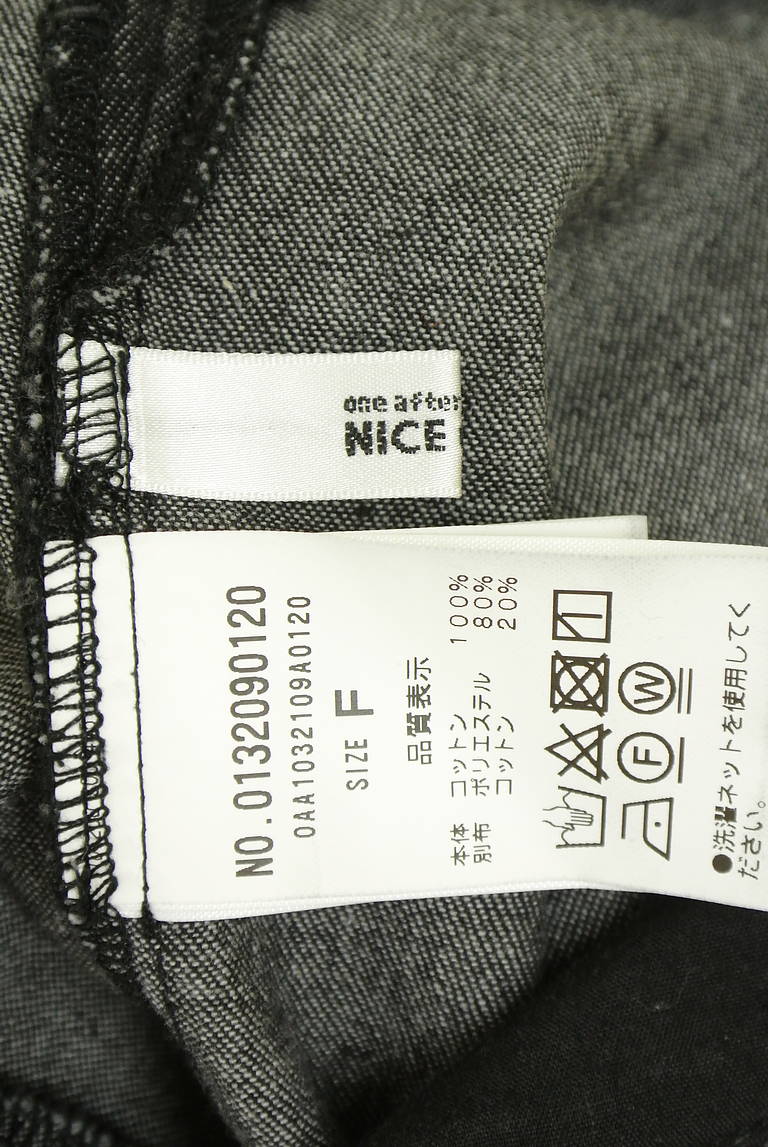 one after
NICE
NO.0132090120
0AA1032109A0120
SIZE F
品質表示
本体 コットン 100%
別布 ポリエステル 80%
コットン 20%
W
F
●洗濯ネットを使用してく
ださい。